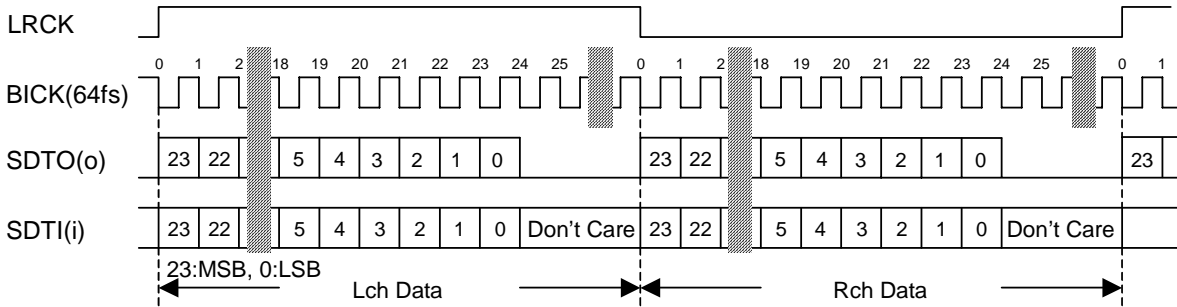 LRCK
0 1 2 18 19 20 21 22 23 24 25 0 1 2 18 19 20 21 22 23 24 25 0 1
BICK(64fs)
SDTO(o) 23 22 5 4 3 2 1 0 23 22 5 4 3 2 1 0 23
SDTI(i) 23 22 5 4 3 2 1 0 Don't Care 23 22 5 4 3 2 1 0 Don't Care
23:MSB, 0:LSB
Lch Data Rch Data